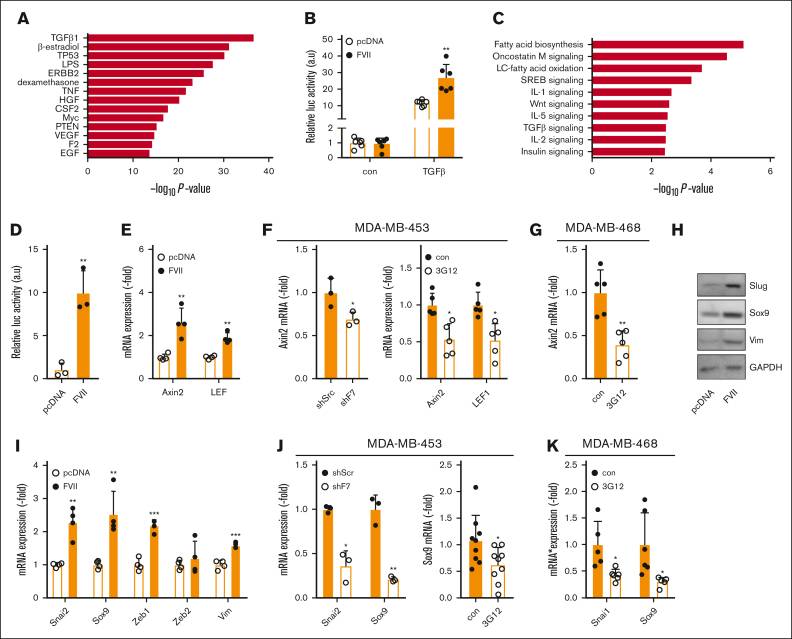 A
TGFβ1
β-estradiol
TP53
LPS
ERBB2
dexamethasone
TNF
HGF
CSF2
Myc
PTEN
VEGF
F2
EGF
0 10 20 30 40
−log10 P-value
B
Relative luc activity (a.u)
50
40
30
20
10
2
1
0
pcDNA
FVII
**
con TGFβ
C
Fatty acid biosynthesis
Oncostatin M signaling
LC-fatty acid oxidation
SREB signaling
IL-1 signaling
Wnt signaling
IL-5 signaling
TGFβ signaling
IL-2 signaling
Insulin signaling
0 2 4 6
−log10 P-value
D
Relative luc activity (a.u)
15
10
5
0
**
pcDNA FVII
E
mRNA expression (-fold)
6
4
2
0
pcDNA
FVII
** **
Axin2 LEF
F
MDA-MB-453
Axin2 mRNA (-fold)
1.5
1.0
0.5
0.0
*
shSrc shF7
mRNA expression (-fold)
1.5
1.0
0.5
0.0
con
3G12
* *
Axin2 LEF1
G
MDA-MB-468
Axin2 mRNA (-fold)
1.5
1.0
0.5
0.0
**
con 3G12
H
Slug
Sox9
Vim
GAPDH
pcDNA FVII
I
mRNA expression (-fold)
4
3
2
1
0
pcDNA
FVII
** ** *** ***
Snai2 Sox9 Zeb1 Zeb2 Vim
J
MDA-MB-453
mRNA expression (-fold)
1.5
1.0
0.5
0.0
shScr
shF7
* **
Snai2 Sox9
Sox9 mRNA (-fold)
2.5
2.0
1.5
1.0
0.5
0.0
*
con 3G12
K
MDA-MB-468
mRNA*expression (-fold)
2.5
2.0
1.5
1.0
0.5
0.0
con
3G12
* *
Snai1 Sox9